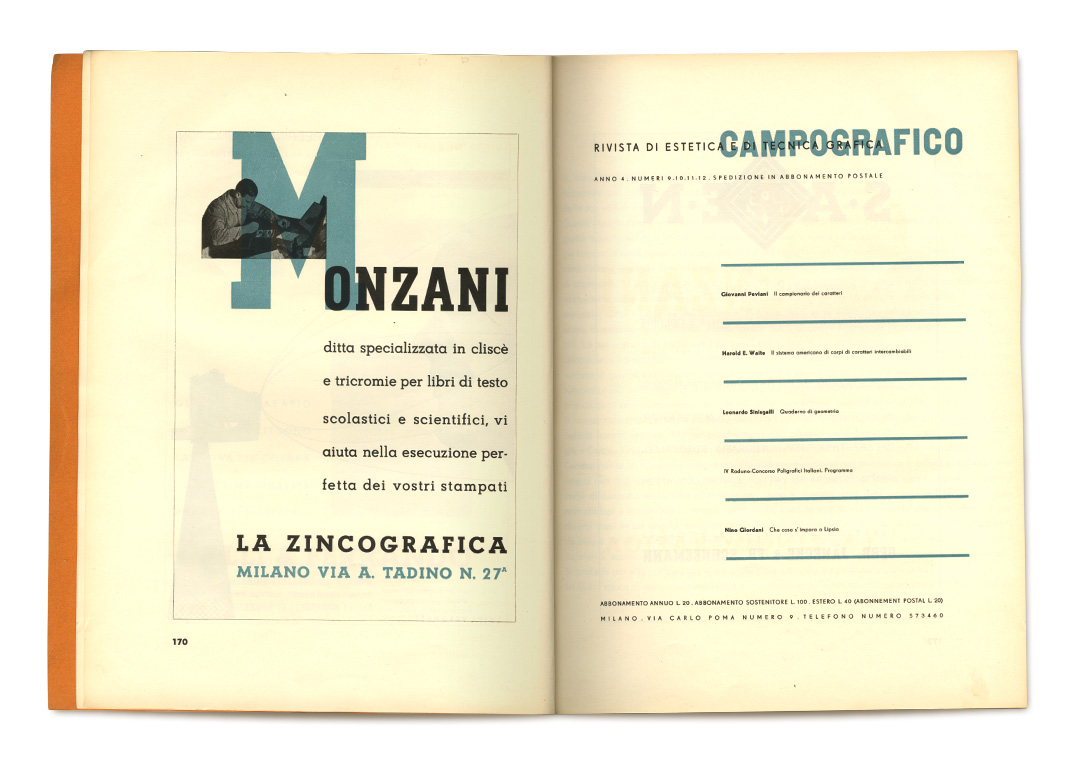 MONZANI
ditta specializzata in cliscè
e tricromie per libri di testo
scolastici e scientifici, vi
aiuta nella esecuzione per-
fetta dei vostri stampati
LA ZINCOGRAFICA
MILANO VIA A. TADINO N. 27ᴬ
170
CAMPOGRAFICO
RIVISTA DI ESTETICA E DI TECNICA GRAFICA
ANNO 4 . NUMERI 9-10-11-12 . SPEDIZIONE IN ABBONAMENTO POSTALE
Giovanni Peviani Il campionario dei caratteri
Harold E. Waite Il sistema americano di corpi di caratteri intercambiabili
Leonardo Sinisgalli Quaderno di geometria
IV Raduno-Concorso Poligrafici Italiani. Programma
Nino Giordani Che cosa s'impara a Lipsia
ABBONAMENTO ANNUO L. 20 . ABBONAMENTO SOSTENITORE L. 100 . ESTERO L. 40 (ABONNEMENT POSTAL L. 20)
MILANO . VIA CARLO POMA NUMERO 9 . TELEFONO NUMERO 573460